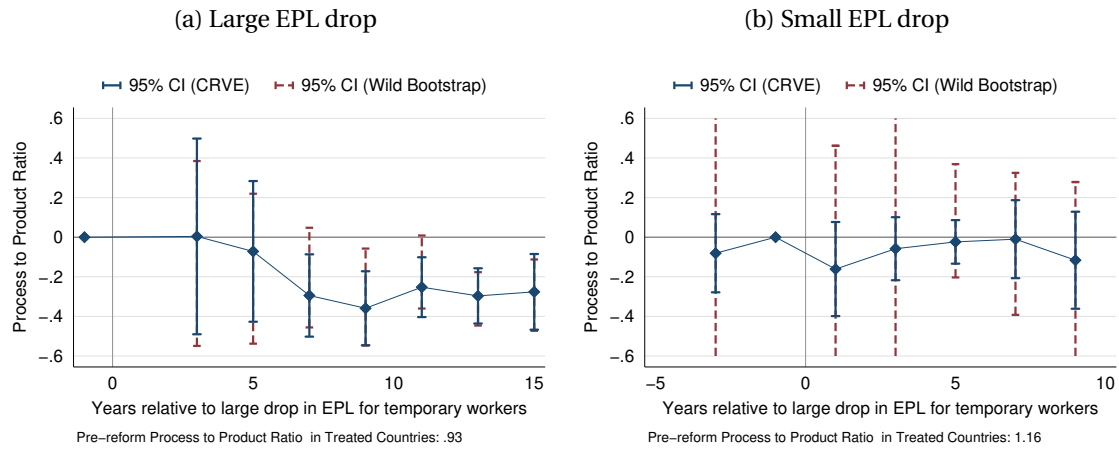 (a) Large EPL drop
95% CI (CRVE) 95% CI (Wild Bootstrap)
Process to Product Ratio
.6
.4
.2
0
−.2
−.4
−.6
0 5 10 15
Years relative to large drop in EPL for temporary workers
Pre−reform Process to Product Ratio in Treated Countries: .93
(b) Small EPL drop
95% CI (CRVE) 95% CI (Wild Bootstrap)
Process to Product Ratio
.6
.4
.2
0
−.2
−.4
−.6
−5 0 5 10
Years relative to large drop in EPL for temporary workers
Pre−reform Process to Product Ratio in Treated Countries: 1.16